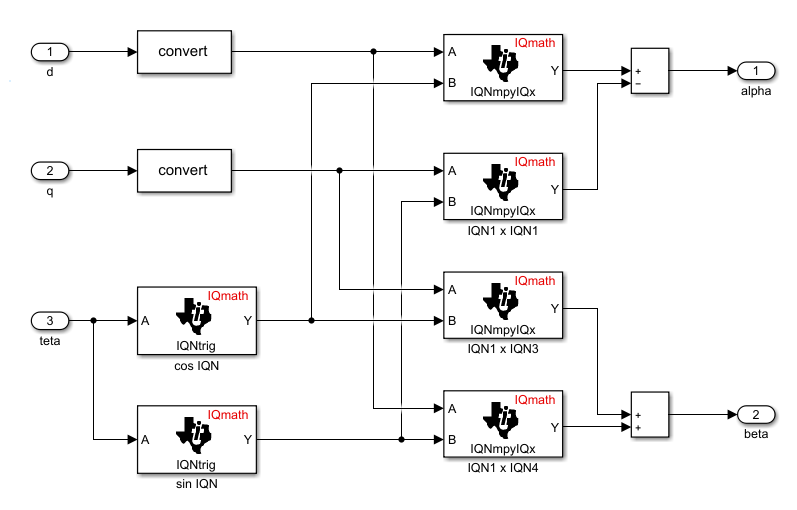 1
d
convert
A
B
IQmath
Y
IQNmpyIQx
+
−
1
alpha
2
q
convert
A
B
IQmath
Y
IQNmpyIQx
IQN1 x IQN1
3
teta
A
IQmath
Y
IQNtrig
cos IQN
A
B
IQmath
Y
IQNmpyIQx
IQN1 x IQN3
A
IQmath
Y
IQNtrig
sin IQN
A
B
IQmath
Y
IQNmpyIQx
IQN1 x IQN4
+
+
2
beta